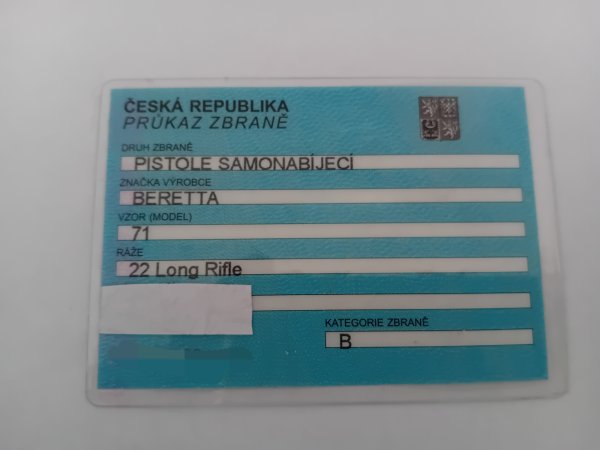 ČESKÁ REPUBLIKA
PRŮKAZ ZBRANĚ
DRUH ZBRANĚ
PISTOLE SAMONABÍJECÍ
ZNAČKA VÝROBCE
BERETTA
VZOR (MODEL)
71
RÁŽE
22 Long Rifle
KATEGORIE ZBRANĚ
B